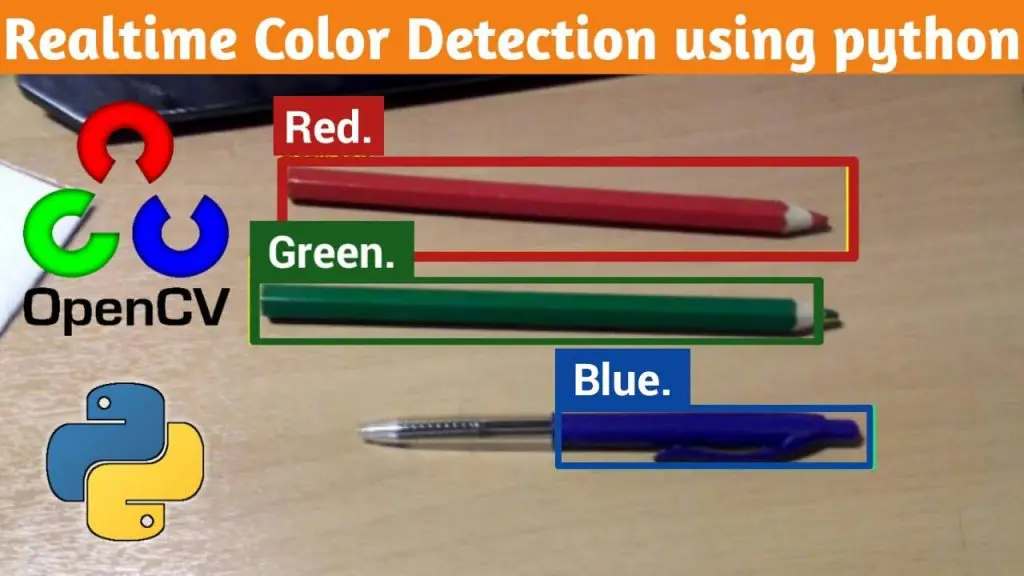 Realtime Color Detection using python
Red.
Green.
OpenCV
Blue.